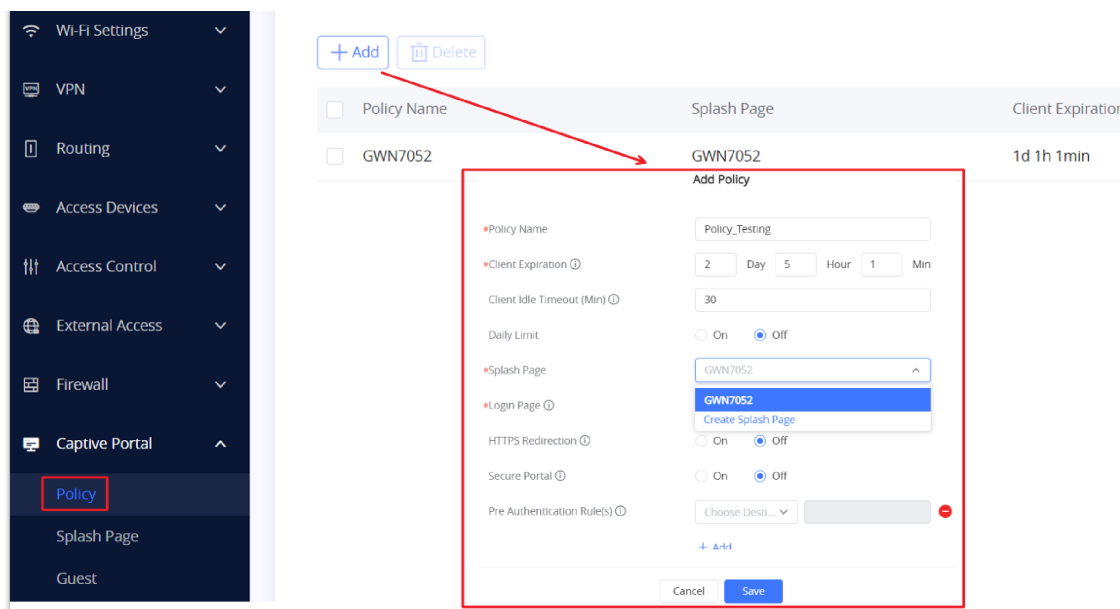 Wi-Fi Settings
VPN
Routing
Access Devices
Access Control
External Access
Firewall
Captive Portal
Policy
Splash Page
Guest
Add Delete
Policy Name Splash Page Client Expiration
GWN7052 GWN7052 1d 1h 1min
Add Policy
*Policy Name Policy_Testing
*Client Expiration 2 Day 5 Hour 1 Min
Client Idle Timeout (Min) 30
Daily Limit On Off
*Splash Page GWN7052
GWN7052
*Login Page
Create Splash Page
HTTPS Redirection On Off
Secure Portal On Off
Pre Authentication Rule(s) Choose Desti...
+ Add
Cancel Save